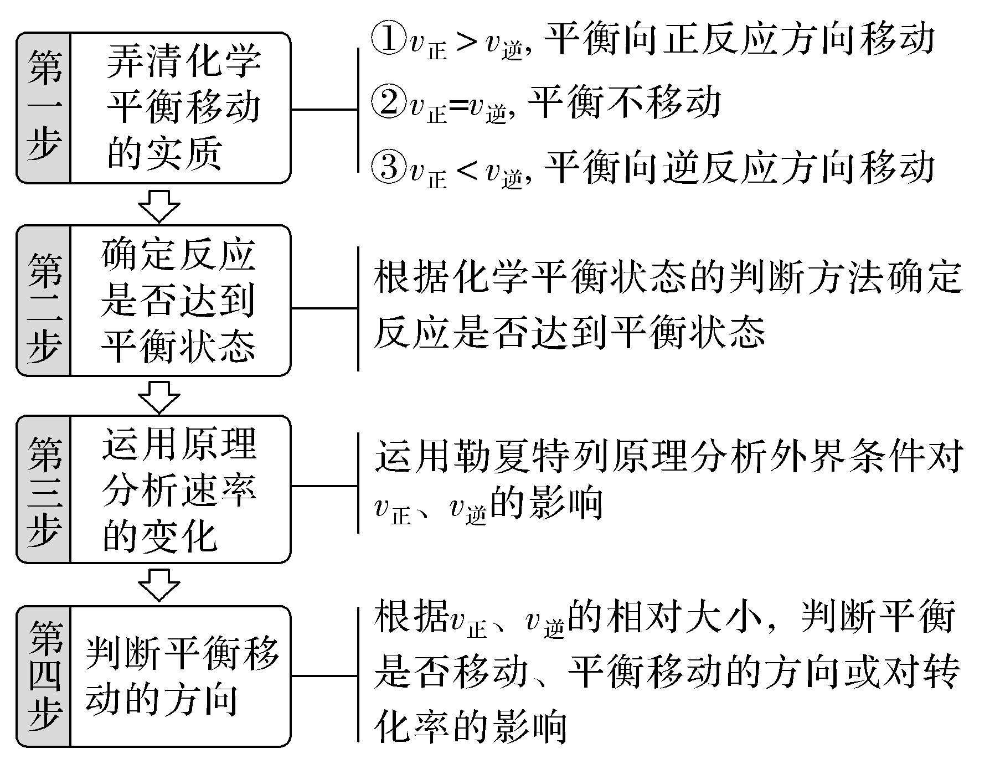 第一步
弄清化学
平衡移动
的实质
①v正>v逆, 平衡向正反应方向移动
②v正=v逆, 平衡不移动
③v正<v逆, 平衡向逆反应方向移动
第二步
确定反应
是否达到
平衡状态
根据化学平衡状态的判断方法确定
反应是否达到平衡状态
第三步
运用原理
分析速率
的变化
运用勒夏特列原理分析外界条件对
v正、v逆的影响
第四步
判断平衡移
动的方向
根据v正、v逆的相对大小, 判断平衡
是否移动、平衡移动的方向或对转
化率的影响